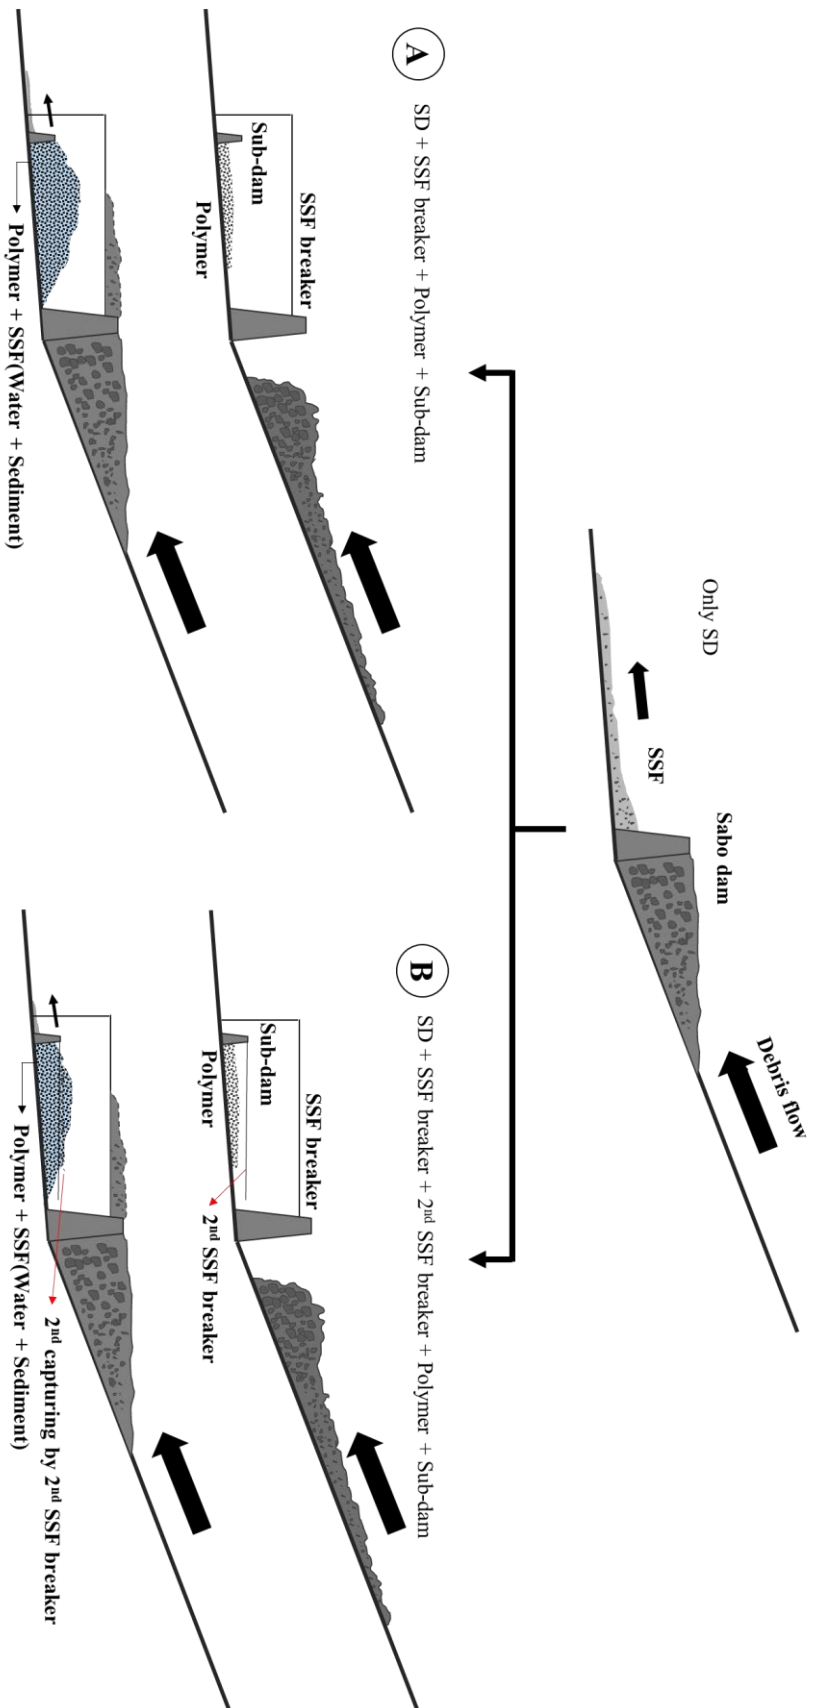 Only SD
Sabo dam
Debris flow
SSF
A
SD + SSF breaker + Polymer + Sub-dam
SSF breaker
Sub-dam
Polymer
Polymer + SSF(Water + Sediment)
B
SD + SSF breaker + 2nd SSF breaker + Polymer + Sub-dam
SSF breaker
Sub-dam
Polymer
2nd SSF breaker
2nd capturing by 2nd SSF breaker
Polymer + SSF(Water + Sediment)